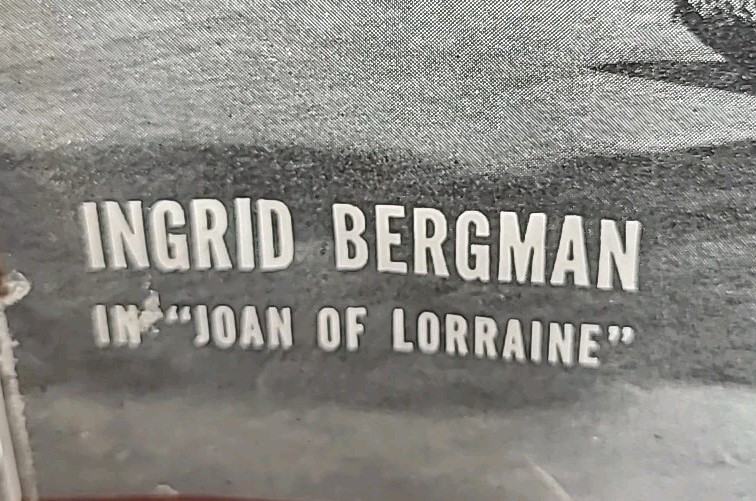 INGRID BERGMAN
IN “JOAN OF LORRAINE”